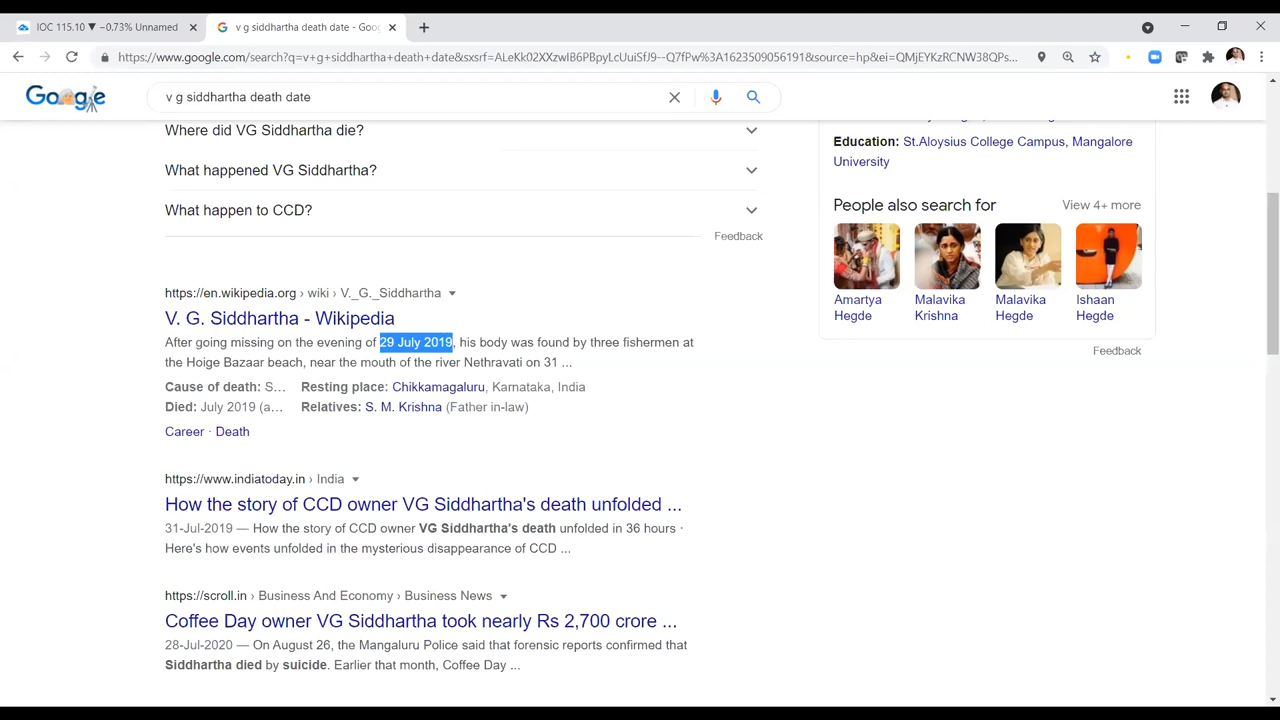 IOC 115.10 ▼ −0.73% Unnamed
v g siddhartha death date - Goo
https://www.google.com/search?q=v+g+siddhartha+death+date&sxsrf=ALeKk02XXzwIB6PBpyLcUuiSfJ9--Q7fPw%3A1623509056191&source=hp&ei=QMjEYKzRCNW38QPs...
Google
v g siddhartha death date
Where did VG Siddhartha die?
What happened VG Siddhartha?
What happen to CCD?
Feedback
https://en.wikipedia.org › wiki › V._G._Siddhartha
V. G. Siddhartha - Wikipedia
After going missing on the evening of 29 July 2019, his body was found by three fishermen at
the Hoige Bazaar beach, near the mouth of the river Nethravati on 31 ...
Cause of death: S... Resting place: Chikkamagaluru, Karnataka, India
Died: July 2019 (a... Relatives: S. M. Krishna (Father in-law)
Career · Death
https://www.indiatoday.in › India
How the story of CCD owner VG Siddhartha's death unfolded ...
31-Jul-2019 — How the story of CCD owner VG Siddhartha's death unfolded in 36 hours ·
Here's how events unfolded in the mysterious disappearance of CCD ...
https://scroll.in › Business And Economy › Business News
Coffee Day owner VG Siddhartha took nearly Rs 2,700 crore ...
28-Jul-2020 — On August 26, the Mangaluru Police said that forensic reports confirmed that
Siddhartha died by suicide. Earlier that month, Coffee Day ...
Education: St.Aloysius College Campus, Mangalore
University
People also search for
View 4+ more
Amartya
Hegde
Malavika
Krishna
Malavika
Hegde
Ishaan
Hegde
Feedback